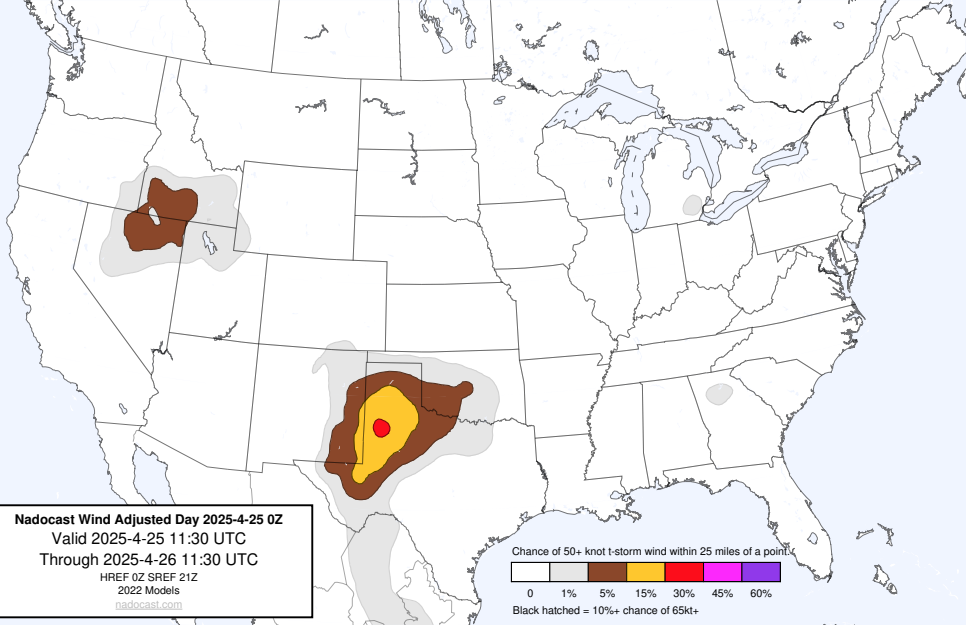 Nadocast Wind Adjusted Day 2025-4-25 0Z
Valid 2025-4-25 11:30 UTC
Through 2025-4-26 11:30 UTC
HREF 0Z SREF 21Z
2022 Models
nadocast.com
Chance of 50+ knot t-storm wind within 25 miles of a point.
0 1% 5% 15% 30% 45% 60%
Black hatched = 10%+ chance of 65kt+